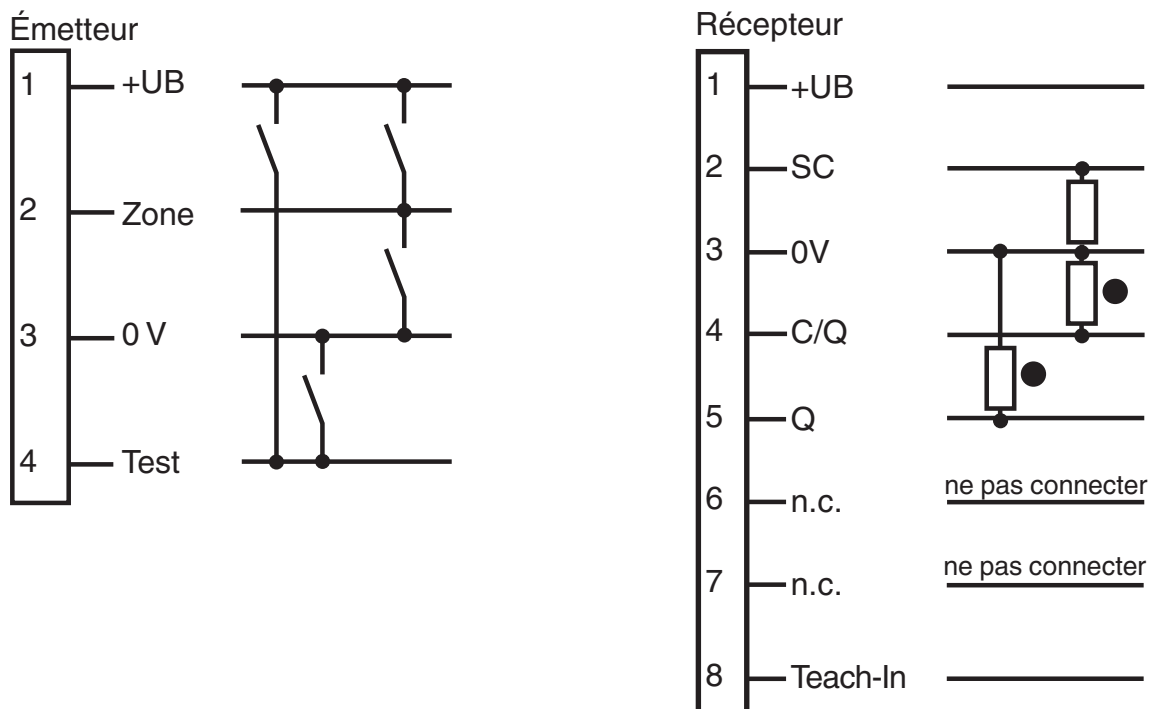 Émetteur
1 +UB
2 Zone
3 0 V
4 Test
Récepteur
1 +UB
2 SC
3 0V
4 C/Q
5 Q
6 n.c. ne pas connecter
7 n.c. ne pas connecter
8 Teach-In